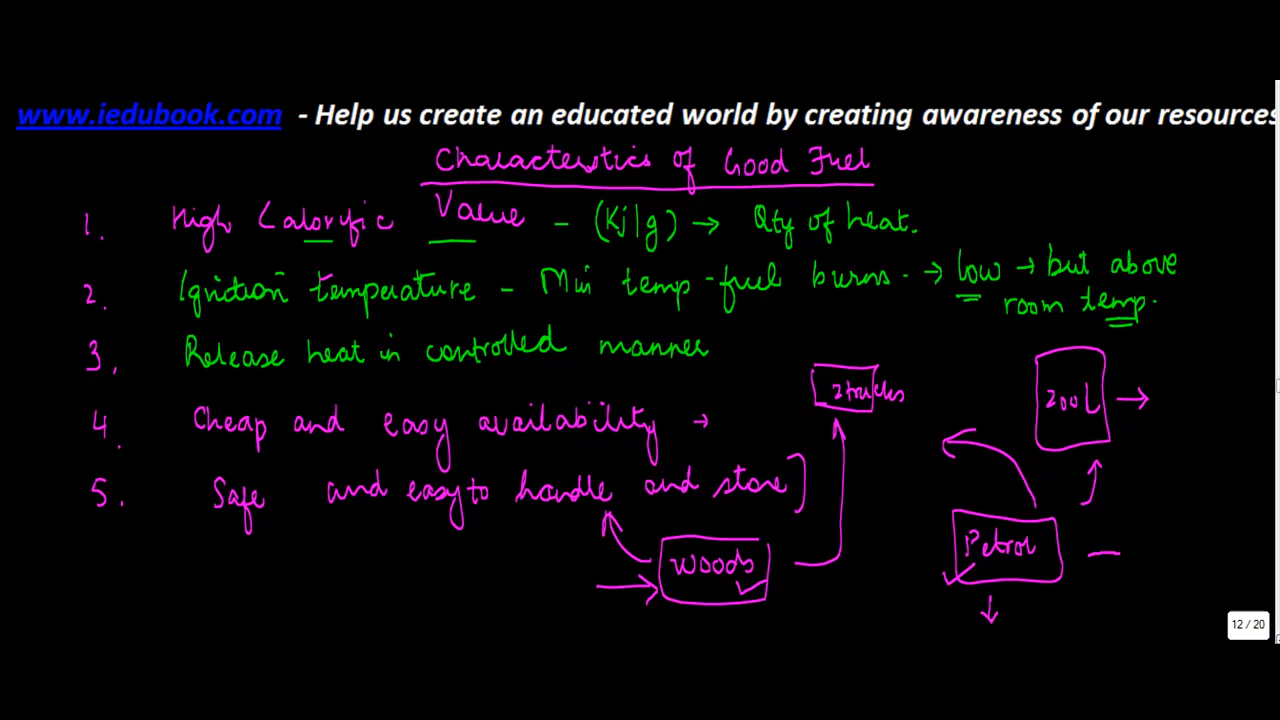 www.iedubook.com - Help us create an educated world by creating awareness of our resources
Characteristics of Good Fuel
1. High Calorific Value - (Kj/g) → Qty of heat.
2. Ignition temperature - Min temp - fuel burns. → low → but above
room temp.
3. Release heat in controlled manner
2trucks
200L →
4. Cheap and easy availability →
5. Safe and easy to handle and store
Petrol
woods
12 / 20